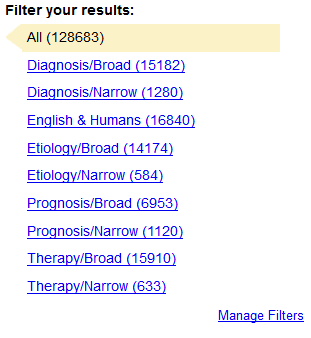 Filter your results:
All (128683)
Diagnosis/Broad (15182)
Diagnosis/Narrow (1280)
English & Humans (16840)
Etiology/Broad (14174)
Etiology/Narrow (584)
Prognosis/Broad (6953)
Prognosis/Narrow (1120)
Therapy/Broad (15910)
Therapy/Narrow (633)
Manage Filters